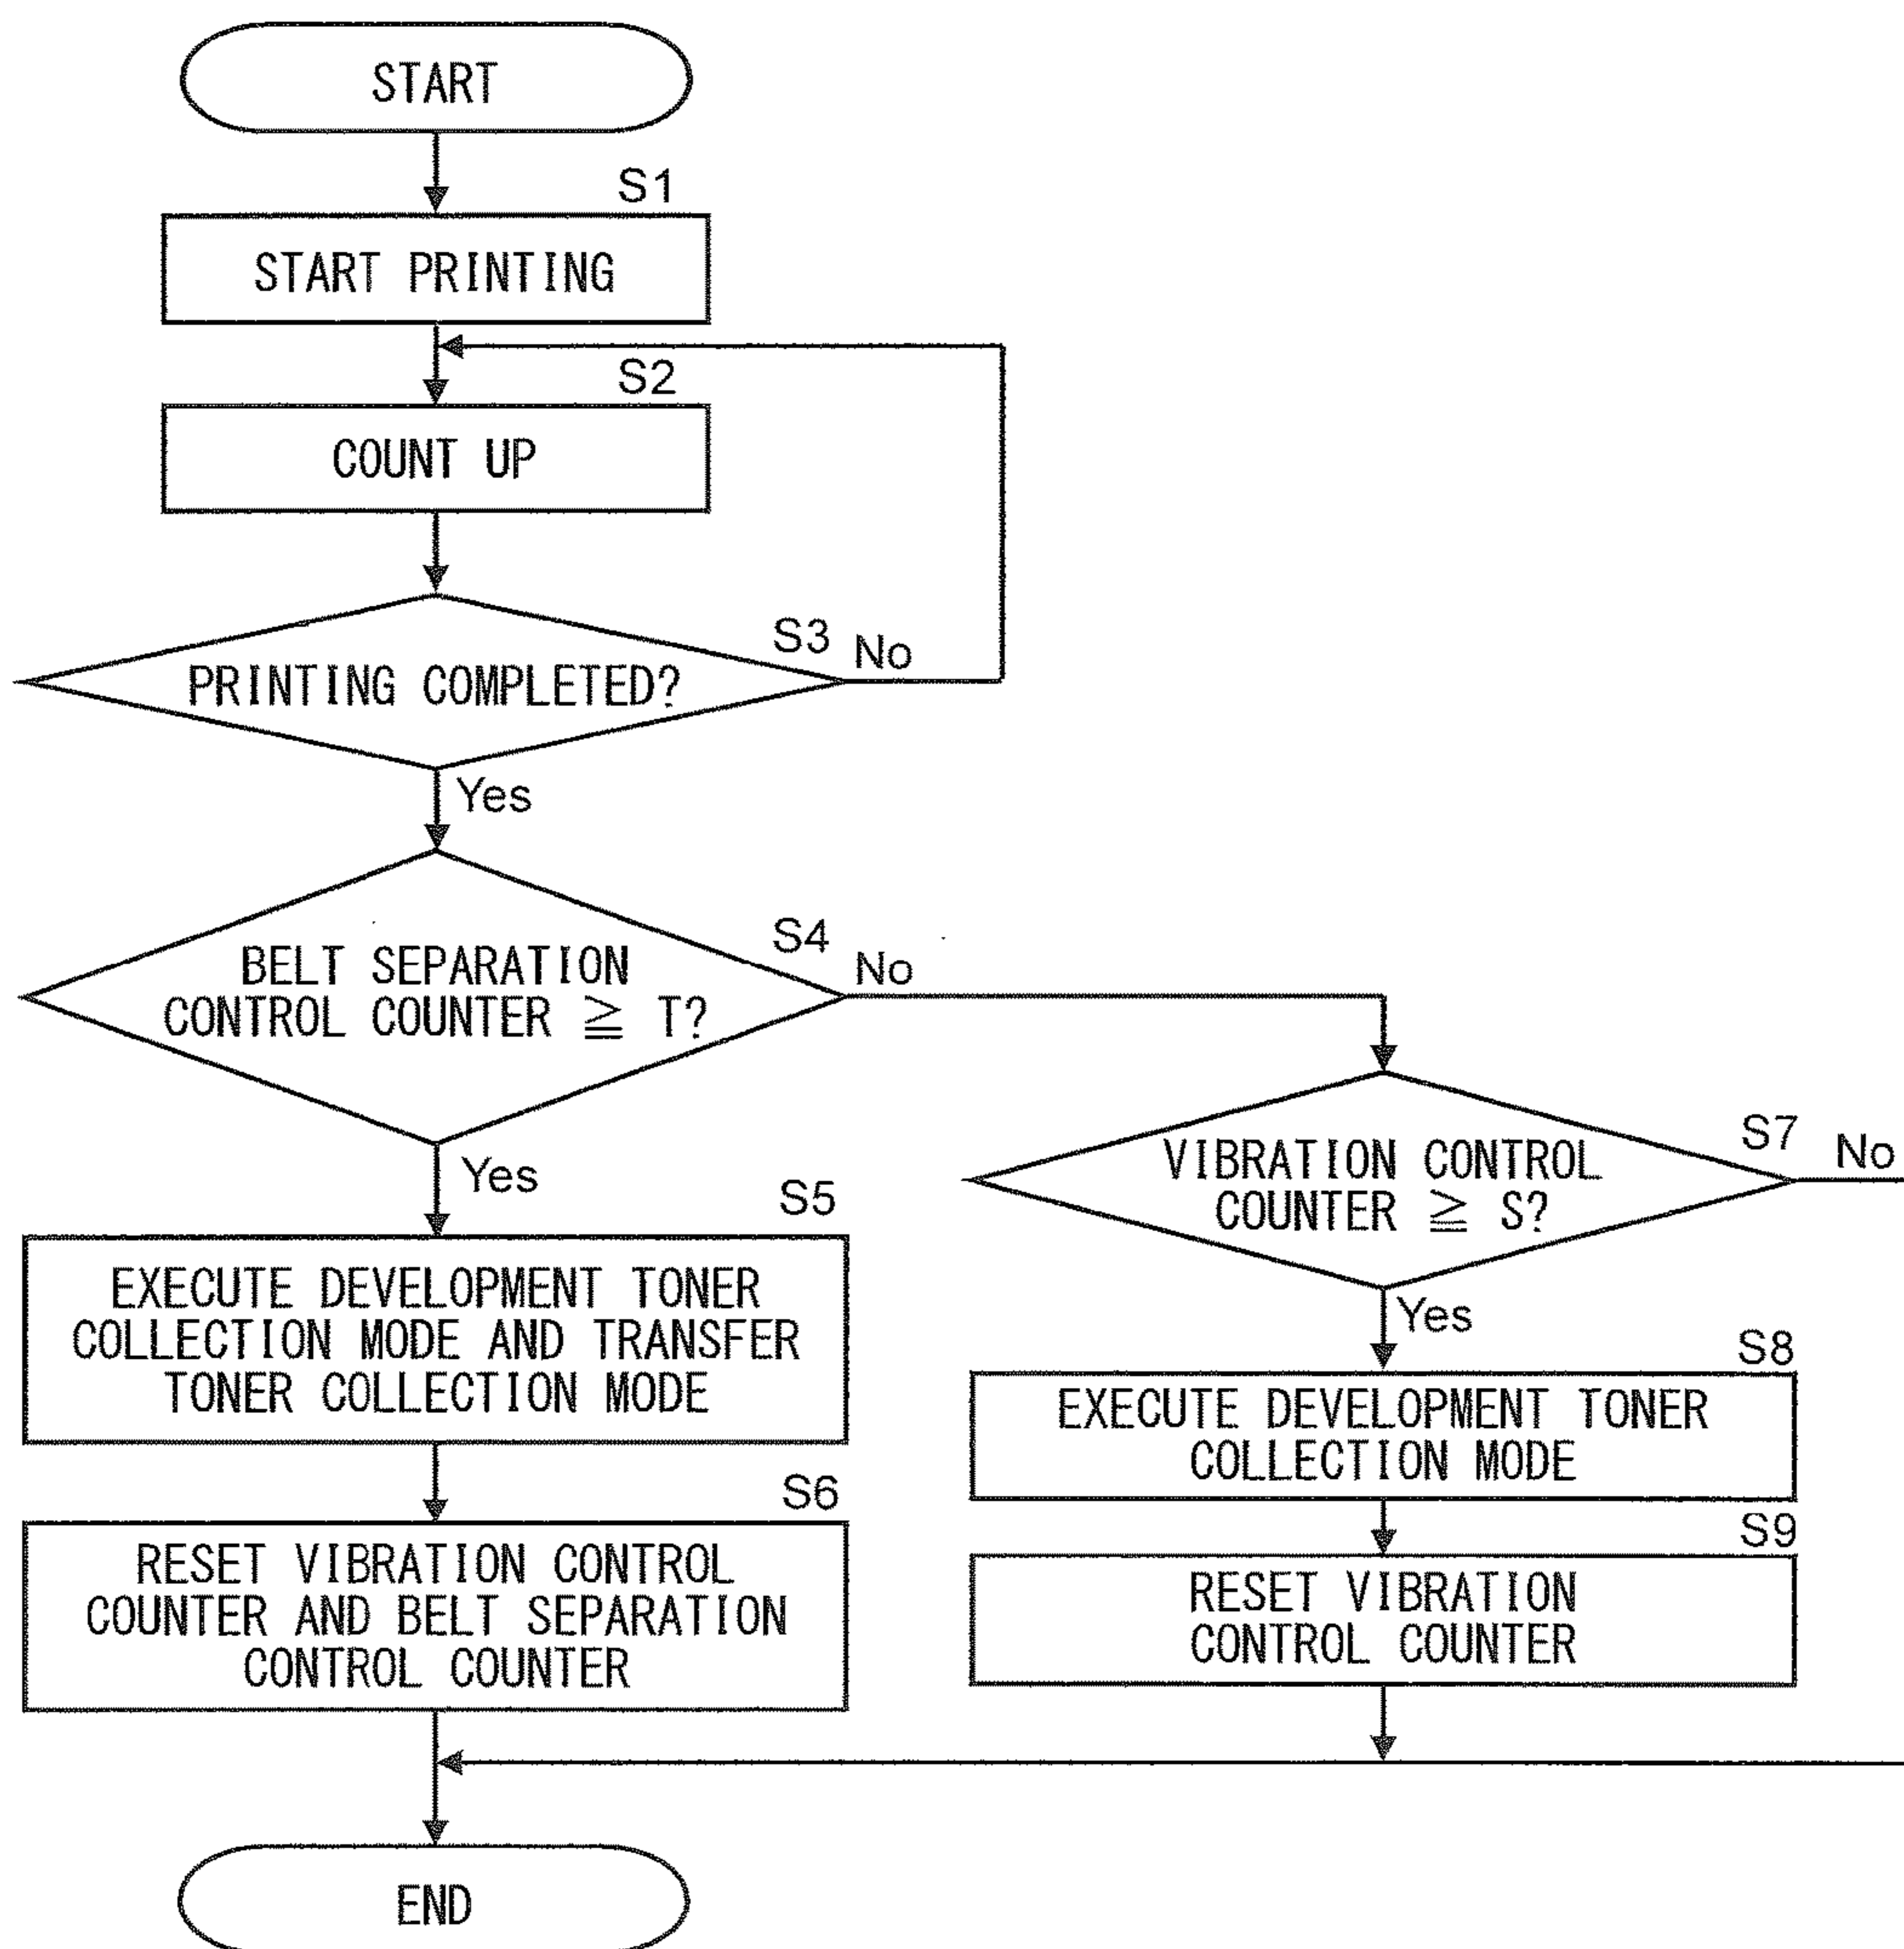 START
S1
START PRINTING
S2
COUNT UP
S3
No
PRINTING COMPLETED?
Yes
S4
No
BELT SEPARATION
CONTROL COUNTER ≧ T?
Yes
S7
No
VIBRATION CONTROL
COUNTER ≧ S?
Yes
S5
EXECUTE DEVELOPMENT TONER
COLLECTION MODE AND TRANSFER
TONER COLLECTION MODE
S8
EXECUTE DEVELOPMENT TONER
COLLECTION MODE
S6
RESET VIBRATION CONTROL
COUNTER AND BELT SEPARATION
CONTROL COUNTER
S9
RESET VIBRATION
CONTROL COUNTER
END